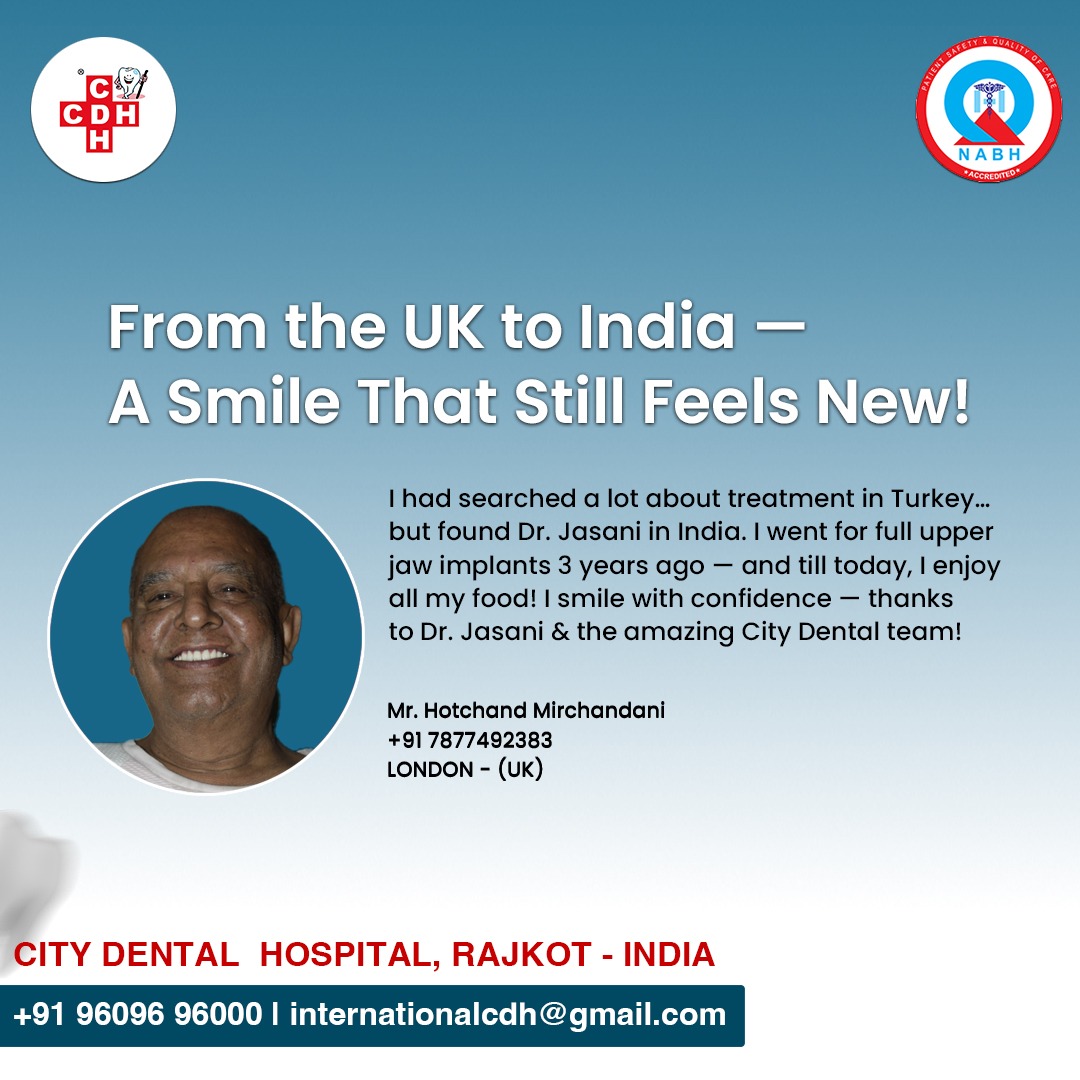 ®
C
CDH
H
PATIENT SAFETY & QUALITY OF CARE
NABH
★ACCREDITED★
From the UK to India —
A Smile That Still Feels New!
I had searched a lot about treatment in Turkey...
but found Dr. Jasani in India. I went for full upper
jaw implants 3 years ago — and till today, I enjoy
all my food! I smile with confidence — thanks
to Dr. Jasani & the amazing City Dental team!
Mr. Hotchand Mirchandani
+91 7877492383
LONDON - (UK)
CITY DENTAL  HOSPITAL, RAJKOT - INDIA
+91 96096 96000 | internationalcdh@gmail.com